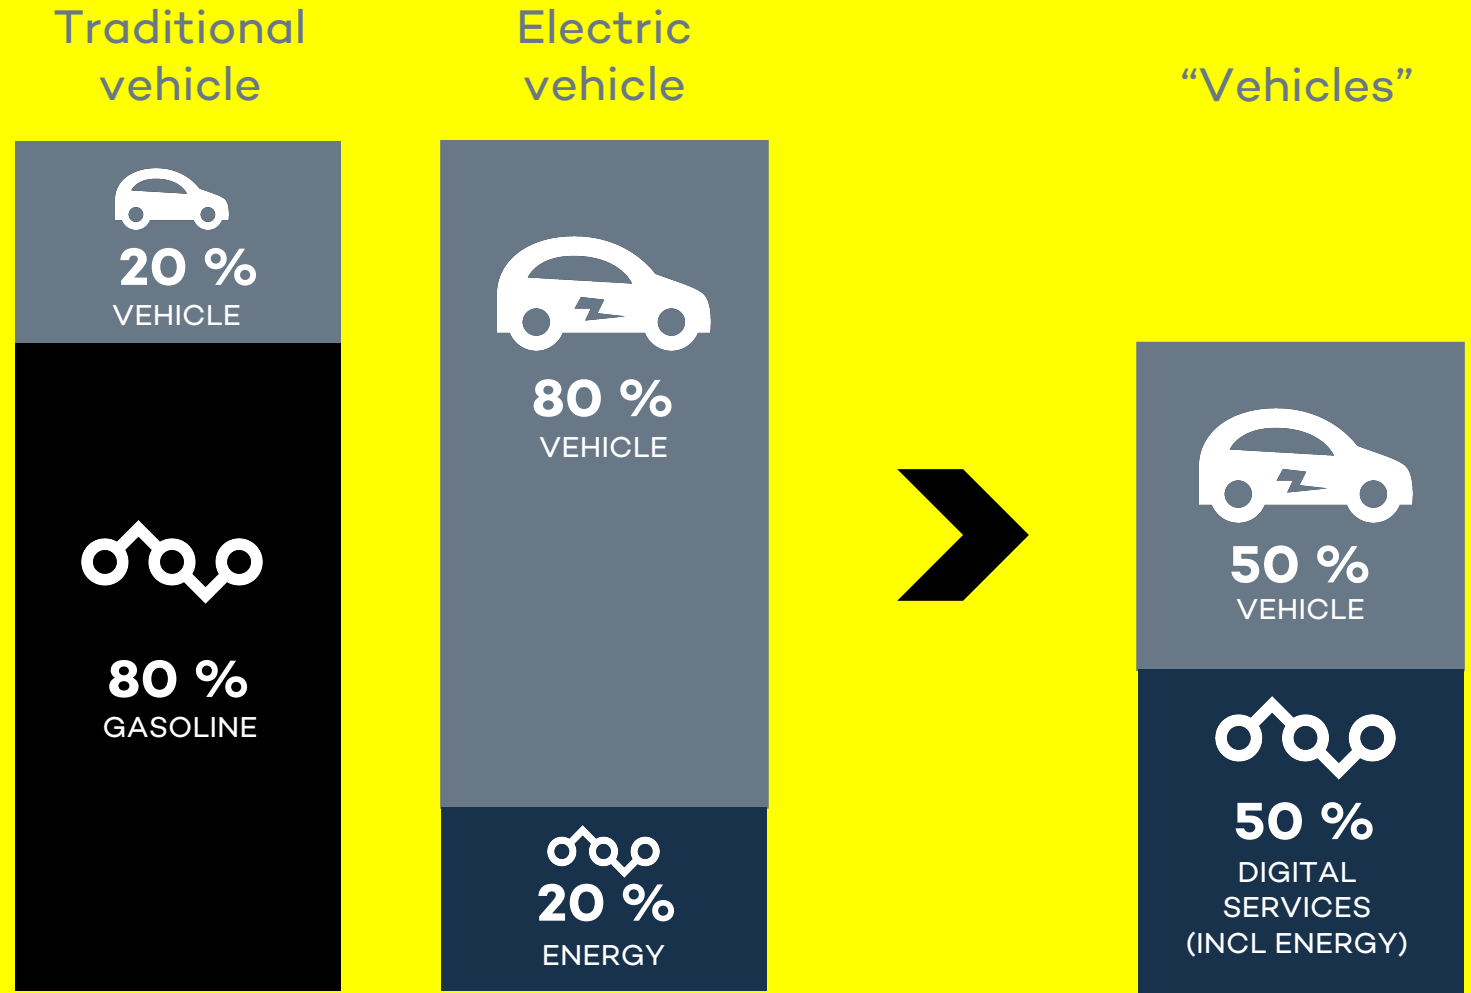 Traditional
vehicle
20 %
VEHICLE
80 %
GASOLINE
Electric
vehicle
80 %
VEHICLE
20 %
ENERGY
“Vehicles”
50 %
VEHICLE
50 %
DIGITAL
SERVICES
(INCL ENERGY)